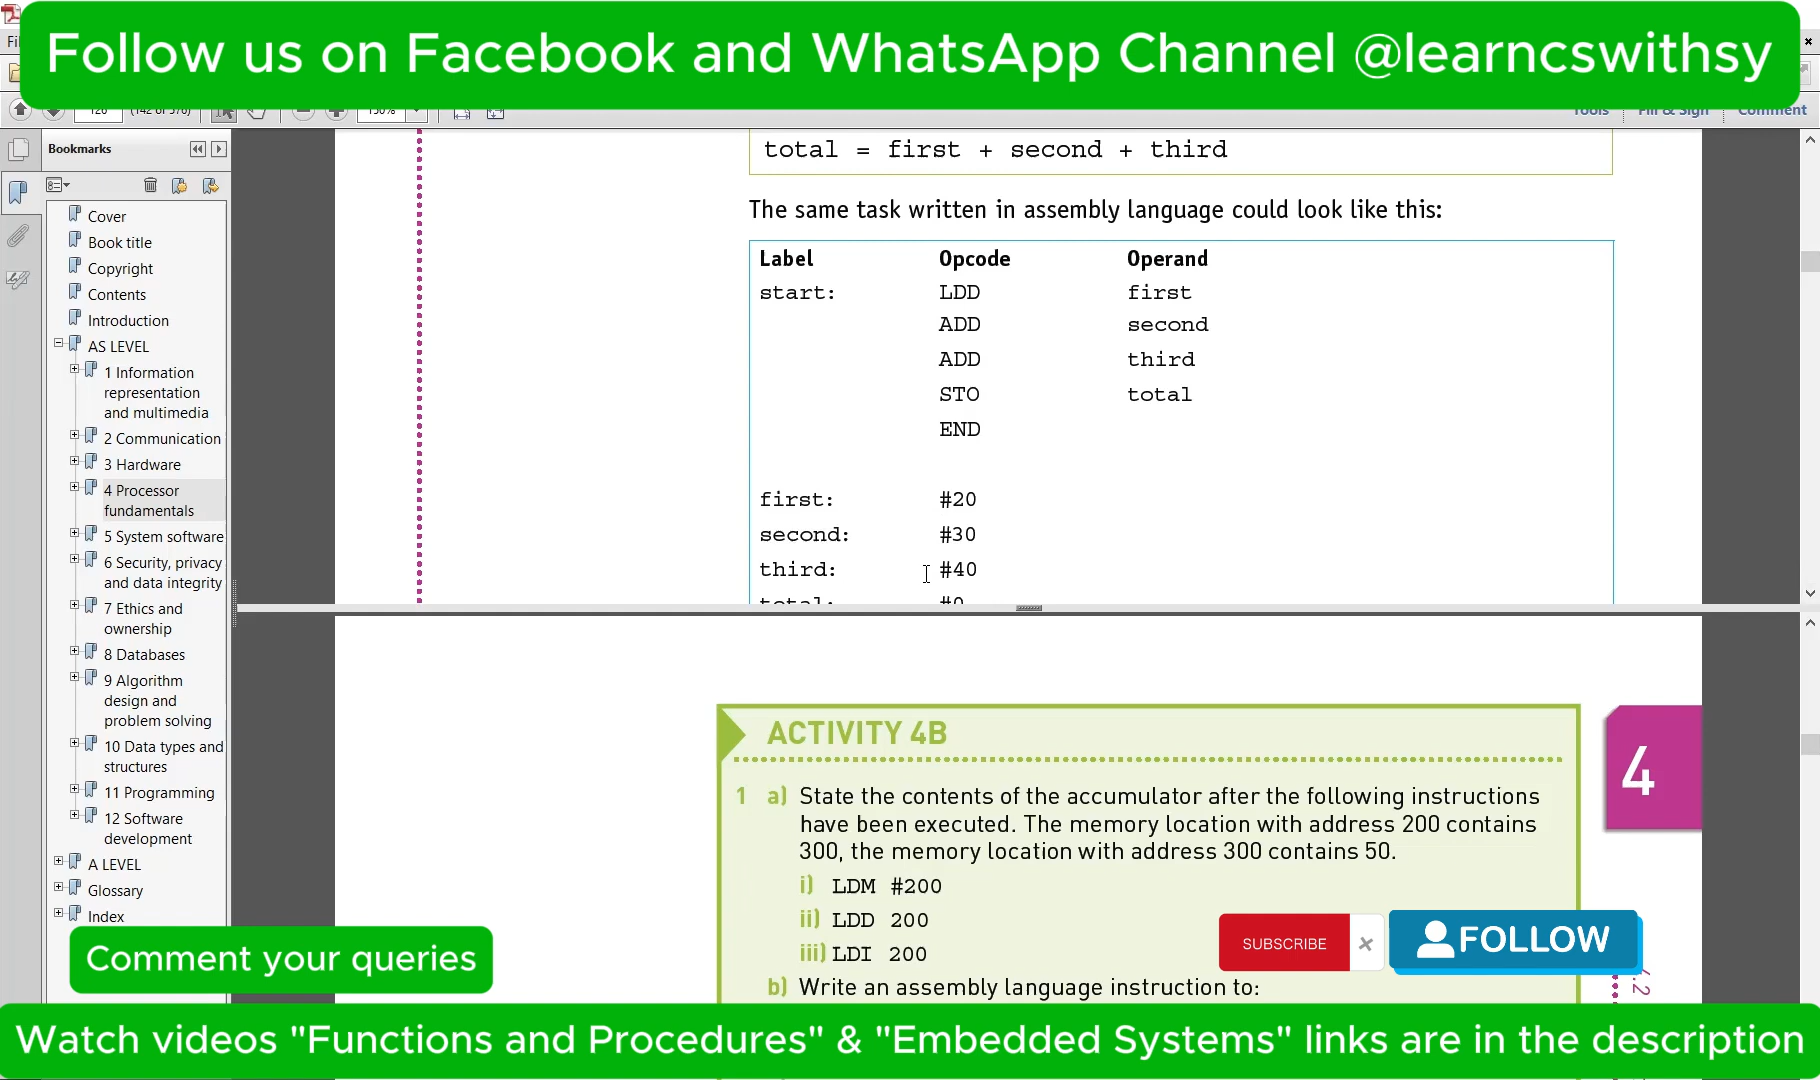 Follow us on Facebook and WhatsApp Channel @learncswithsy
Tools Fill & Sign Comment
Bookmarks
Cover
Book title
Copyright
Contents
Introduction
AS LEVEL
1 Information
representation
and multimedia
2 Communication
3 Hardware
4 Processor
fundamentals
5 System software
6 Security, privacy
and data integrity
7 Ethics and
ownership
8 Databases
9 Algorithm
design and
problem solving
10 Data types and
structures
11 Programming
12 Software
development
A LEVEL
Glossary
Index
total = first + second + third
The same task written in assembly language could look like this:
Label Opcode Operand
start: LDD first
ADD second
ADD third
STO total
END
first: #20
second: #30
third: #40
total: #0
ACTIVITY 4B
4
1 a) State the contents of the accumulator after the following instructions
have been executed. The memory location with address 200 contains
300, the memory location with address 300 contains 50.
i) LDM #200
ii) LDD 200
iii) LDI 200
b) Write an assembly language instruction to:
SUBSCRIBE
FOLLOW
Comment your queries
Watch videos "Functions and Procedures" & "Embedded Systems" links are in the description